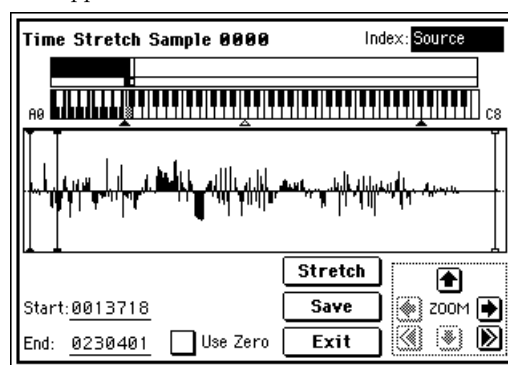 Time Stretch Sample 0000 Index: Source
A0 C8
Stretch
Start: 0013718 Save ZOOM
End: 0230401 Use Zero Exit